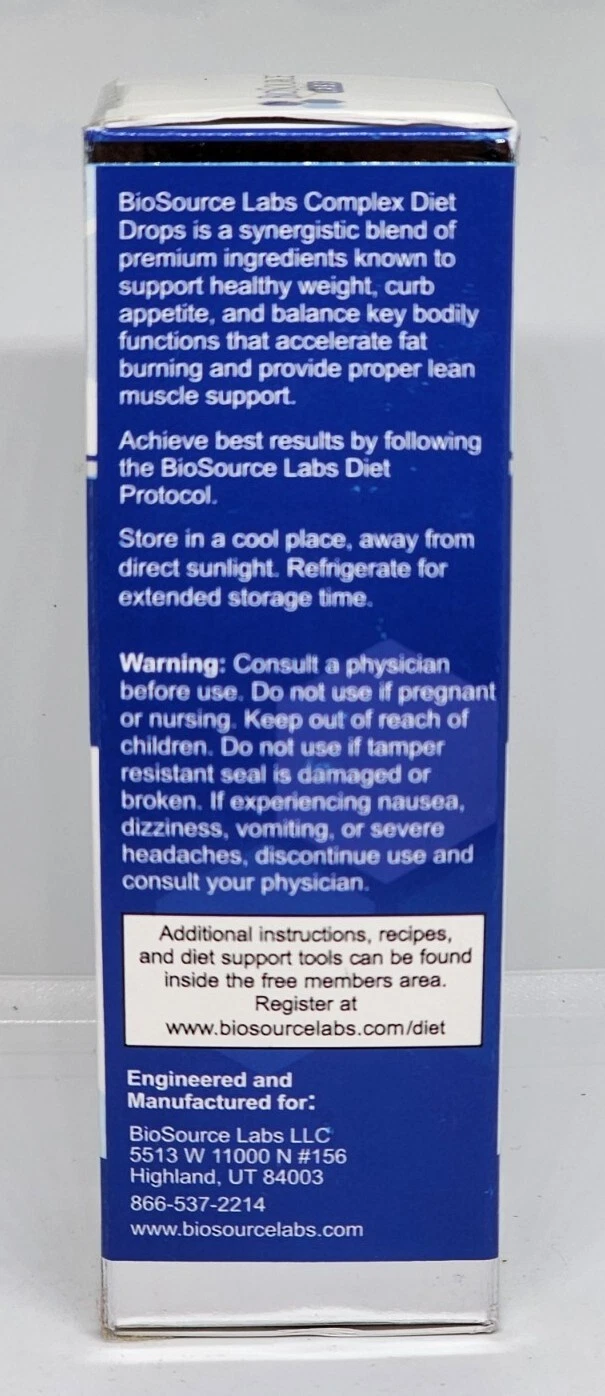 BioSource Labs Complex Diet
Drops is a synergistic blend of
premium ingredients known to
support healthy weight, curb
appetite, and balance key bodily
functions that accelerate fat
burning and provide proper lean
muscle support.
Achieve best results by following
the BioSource Labs Diet
Protocol.
Store in a cool place, away from
direct sunlight. Refrigerate for
extended storage time.
Warning: Consult a physician
before use. Do not use if pregnant
or nursing. Keep out of reach of
children. Do not use if tamper
resistant seal is damaged or
broken. If experiencing nausea,
dizziness, vomiting, or severe
headaches, discontinue use and
consult your physician.
Additional instructions, recipes,
and diet support tools can be found
inside the free members area.
Register at
www.biosourcelabs.com/diet
Engineered and
Manufactured for:
BioSource Labs LLC
5513 W 11000 N #156
Highland, UT 84003
866-537-2214
www.biosourcelabs.com